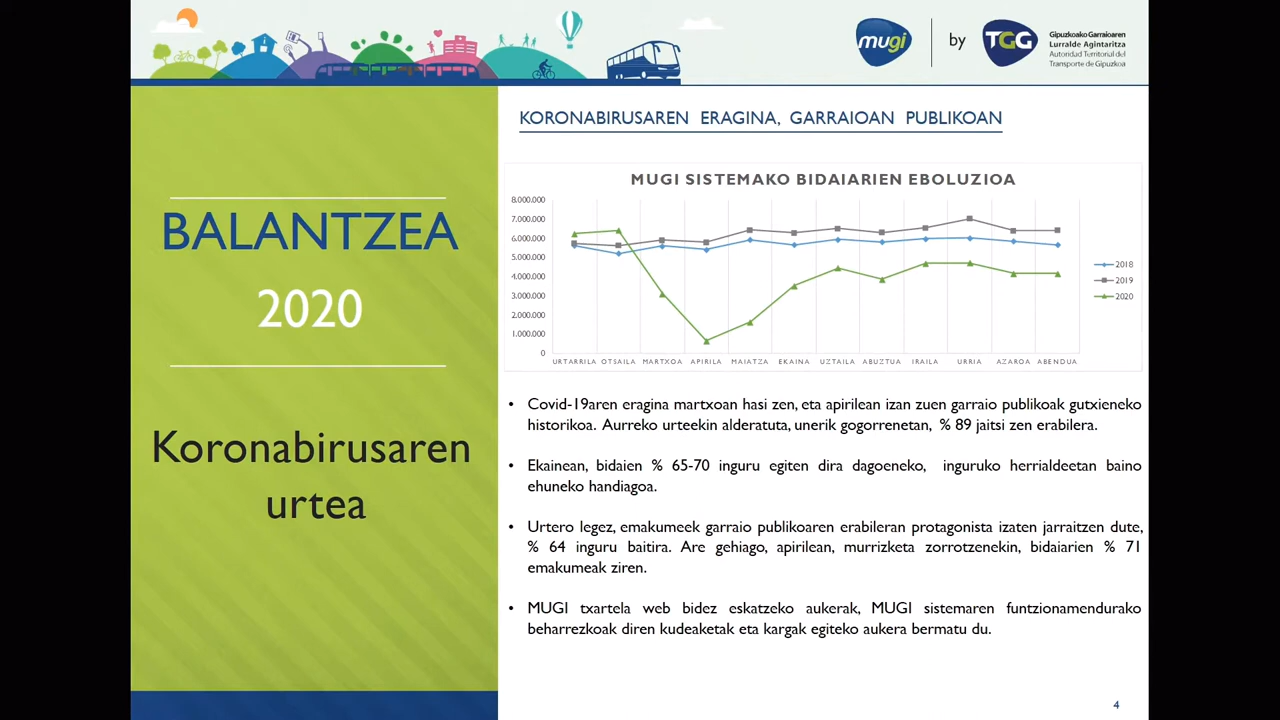 mugi
by
TGG
Gipuzkoako Garraioaren
Lurralde Agintaritza
Autoridad Territorial del
Transporte de Gipuzkoa
BALANTZEA
2020
Koronabirusaren
urtea
KORONABIRUSAREN ERAGINA, GARRAIOAN PUBLIKOAN
MUGI SISTEMAKO BIDAIARIEN EBOLUZIOA
8.000.000
7.000.000
6.000.000
5.000.000
4.000.000
3.000.000
2.000.000
1.000.000
0
URTARRILA OTSAILA MARTXOA APIRILA MAIATZA EKAINA UZTAILA ABUZTUA IRAILA URRIA AZAROA ABENDUA
2018
2019
2020
• Covid-19aren eragina martxoan hasi zen, eta apirilean izan zuen garraio publikoak gutxieneko
historikoa. Aurreko urteekin alderatuta, unerik gogorrenetan, % 89 jaitsi zen erabilera.
• Ekainean, bidaien % 65-70 inguru egiten dira dagoeneko, inguruko herrialdeetan baino
ehuneko handiagoa.
• Urtero legez, emakumeek garraio publikoaren erabileran protagonista izaten jarraitzen dute,
% 64 inguru baitira. Are gehiago, apirilean, murrizketa zorrotzenekin, bidaiarien % 71
emakumeak ziren.
• MUGI txartela web bidez eskatzeko aukerak, MUGI sistemaren funtzionamendurako
beharrezkoak diren kudeaketak eta kargak egiteko aukera bermatu du.
4